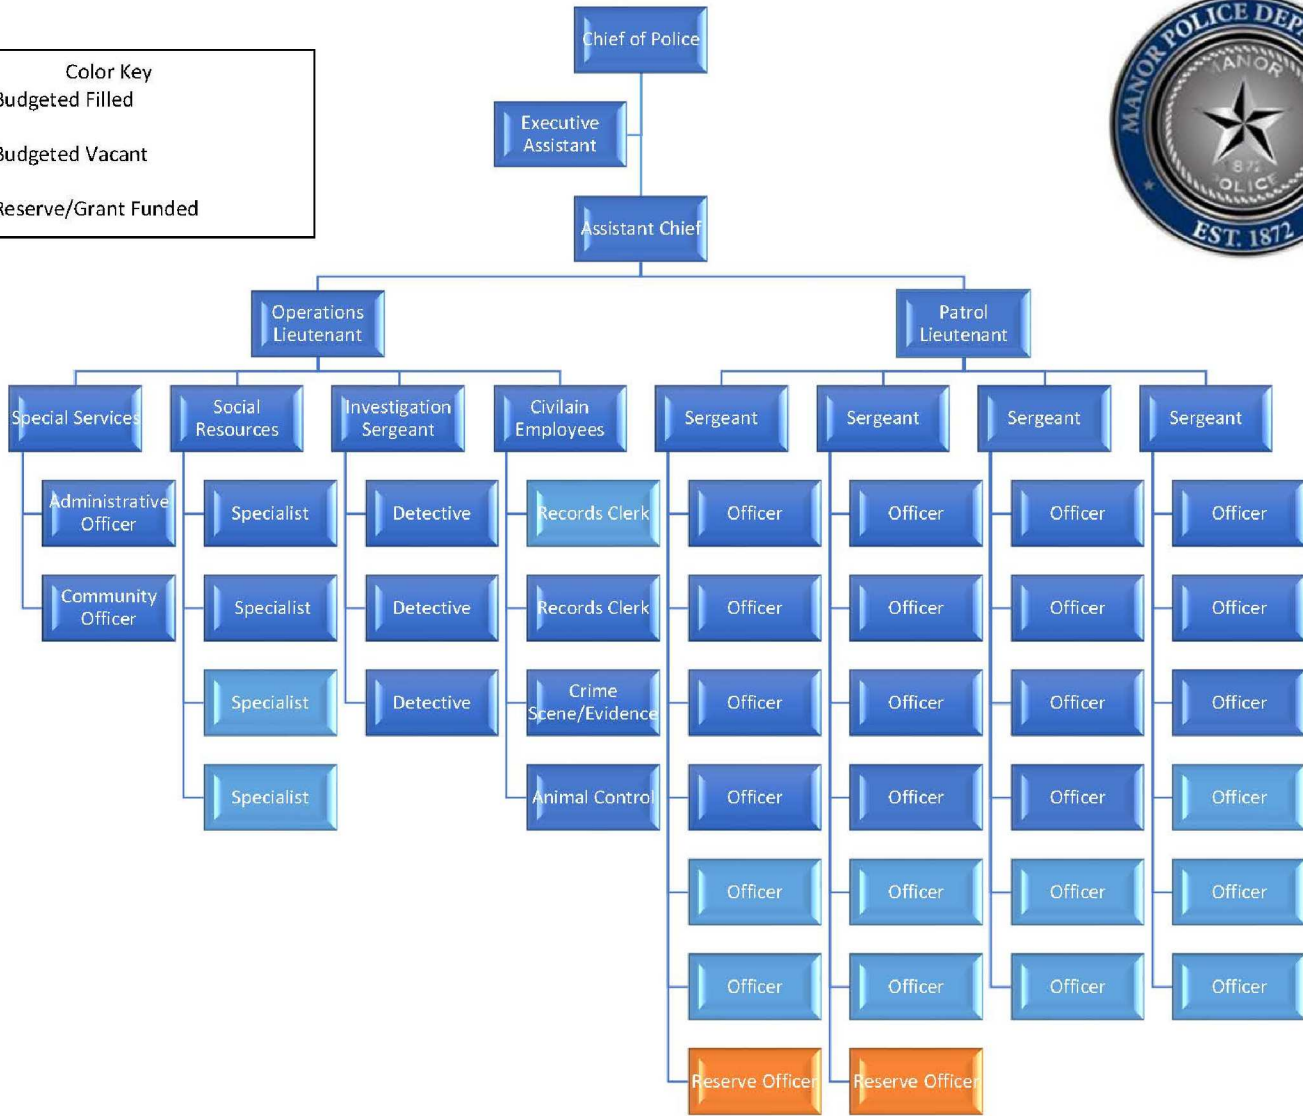 Chief of Police
Color Key
Budgeted Filled
Budgeted Vacant
Reserve/Grant Funded
Executive
Assistant
Assistant Chief
MANOR POLICE DEPA
MANOR
1872
POLICE
EST. 1872
Operations
Lieutenant
Patrol
Lieutenant
Special Services
Social
Resources
Investigation
Sergeant
Civilain
Employees
Sergeant
Sergeant
Sergeant
Sergeant
Administrative
Officer
Specialist
Detective
Records Clerk
Officer
Officer
Officer
Officer
Community
Officer
Specialist
Detective
Records Clerk
Officer
Officer
Officer
Officer
Specialist
Detective
Crime
Scene/Evidence
Officer
Officer
Officer
Officer
Specialist
Animal Control
Officer
Officer
Officer
Officer
Officer
Officer
Officer
Officer
Officer
Officer
Officer
Officer
Reserve Officer
Reserve Officer